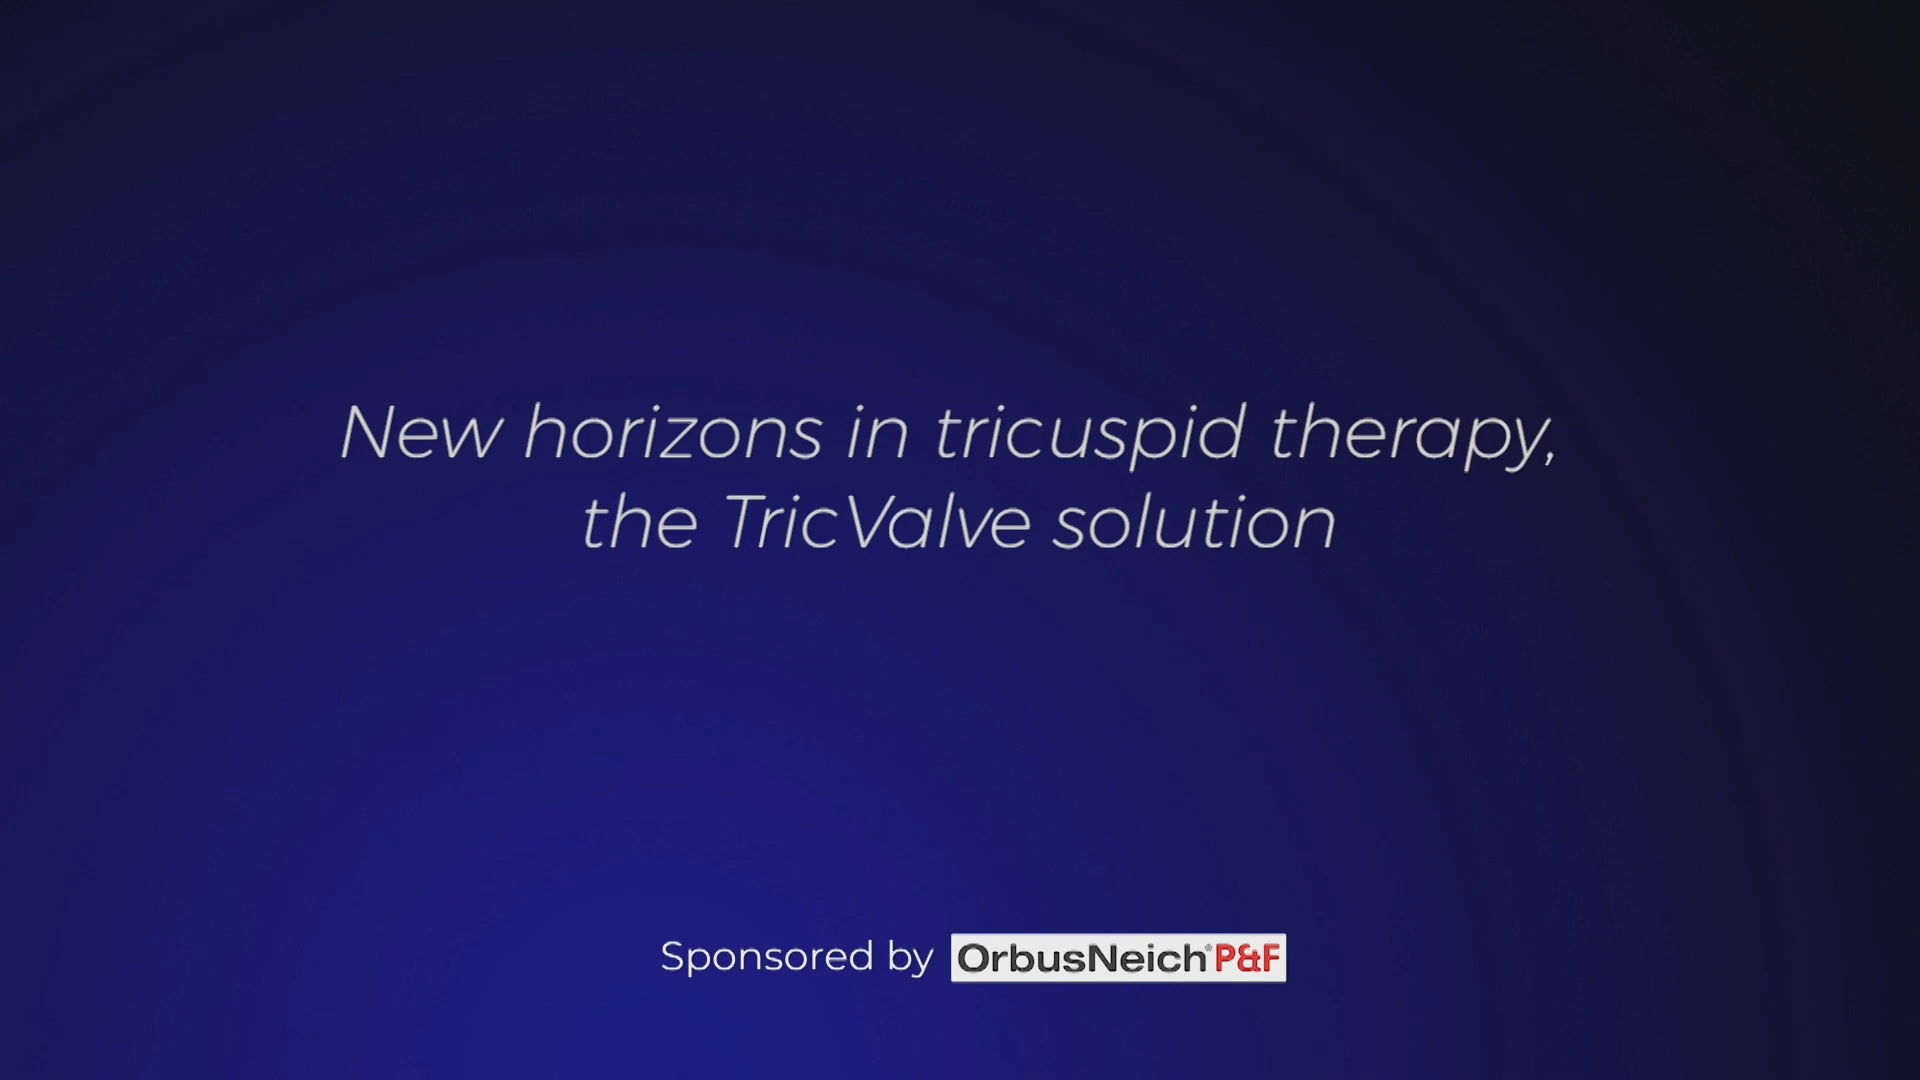 New horizons in tricuspid therapy,
the TricValve solution
Sponsored by OrbusNeich® P&F